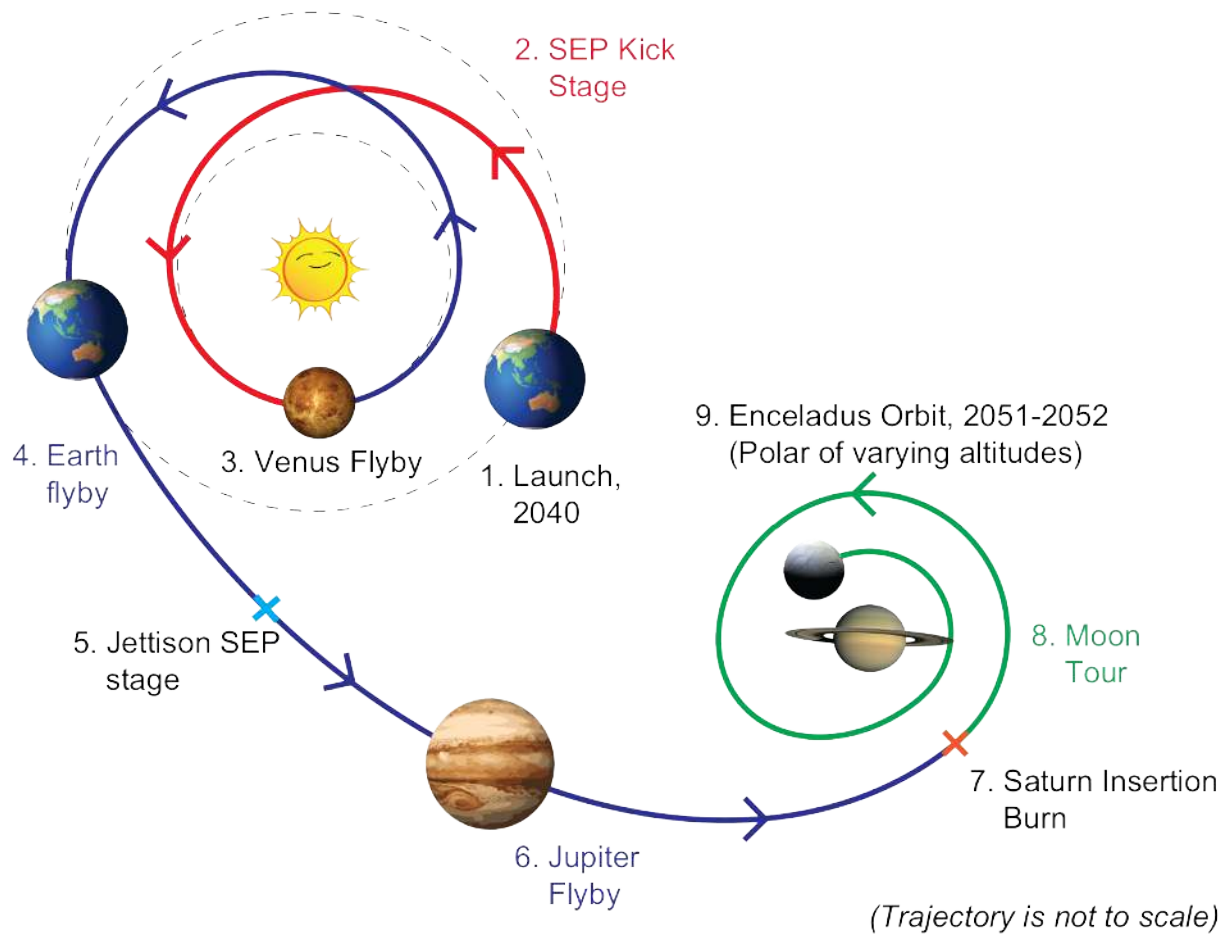 2. SEP Kick
Stage
3. Venus Flyby
4. Earth
flyby
1. Launch,
2040
9. Enceladus Orbit, 2051-2052
(Polar of varying altitudes)
5. Jettison SEP
stage
8. Moon
Tour
7. Saturn Insertion
Burn
6. Jupiter
Flyby
(Trajectory is not to scale)